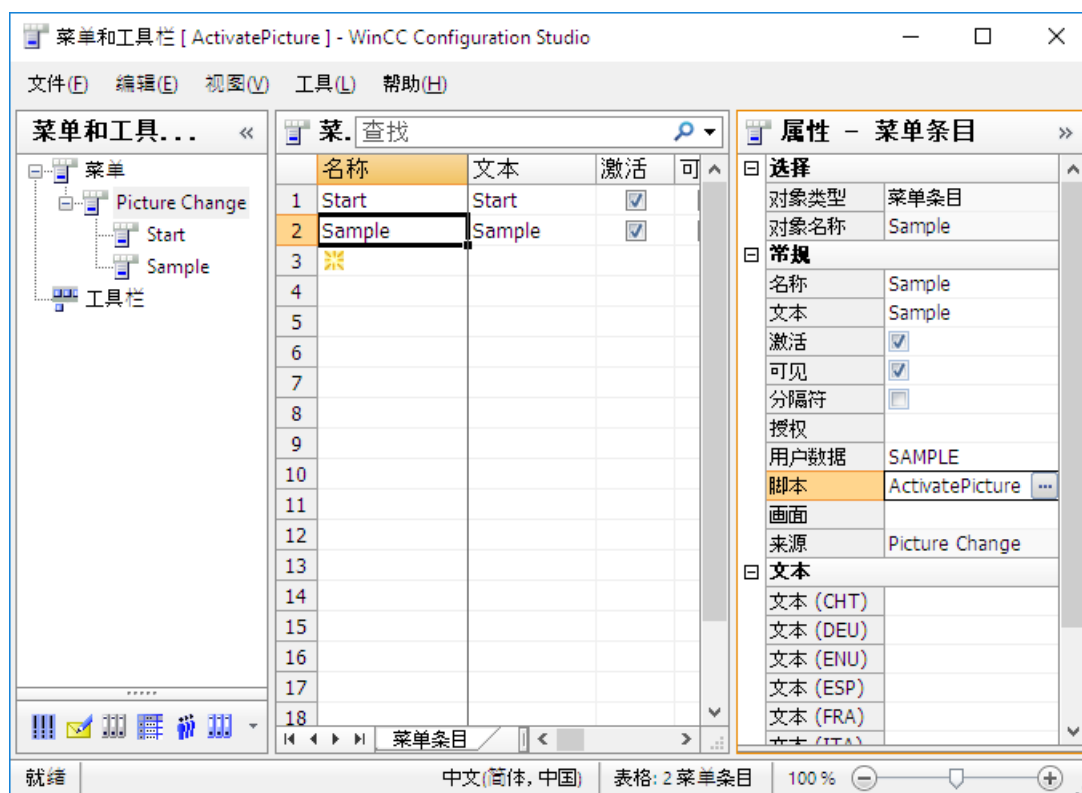 菜单和工具栏 [ ActivatePicture ] - WinCC Configuration Studio
文件(F) 编辑(E) 视图(V) 工具(L) 帮助(H)
菜单和工具... «
菜单
Picture Change
Start
Sample
工具栏
菜. 查找
名称 文本 激活 可
1 Start Start
2 Sample Sample
3
4
5
6
7
8
9
10
11
12
13
14
15
16
17
18
菜单条目
属性 - 菜单条目 »
选择
对象类型 菜单条目
对象名称 Sample
常规
名称 Sample
文本 Sample
激活
可见
分隔符
授权
用户数据 SAMPLE
脚本 ActivatePicture ...
画面
来源 Picture Change
文本
文本 (CHT)
文本 (DEU)
文本 (ENU)
文本 (ESP)
文本 (FRA)
文本 (ITA)
就绪 中文(简体, 中国) 表格: 2 菜单条目 100 %